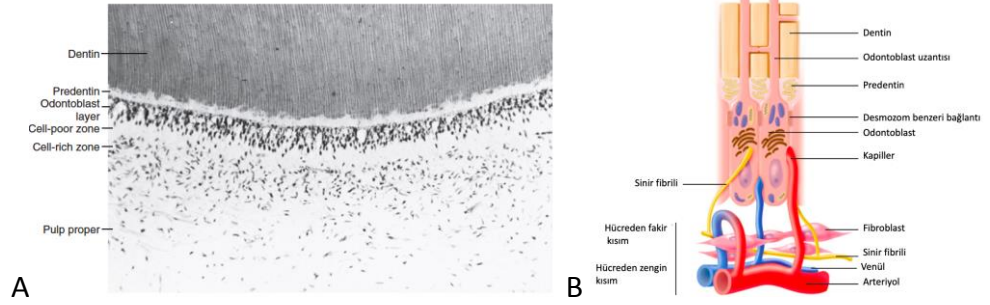 Dentin
Predentin
Odontoblast
layer
Cell-poor zone
Cell-rich zone
Pulp proper
A
Dentin
Odontoblast uzantısı
Predentin
Desmozom benzeri bağlantı
Odontoblast
Kapiller
Sinir fibrili
Hücreden fakir
kısım
Fibroblast
Sinir fibrili
Hücreden zengin
kısım
Venül
Arteriyol
B